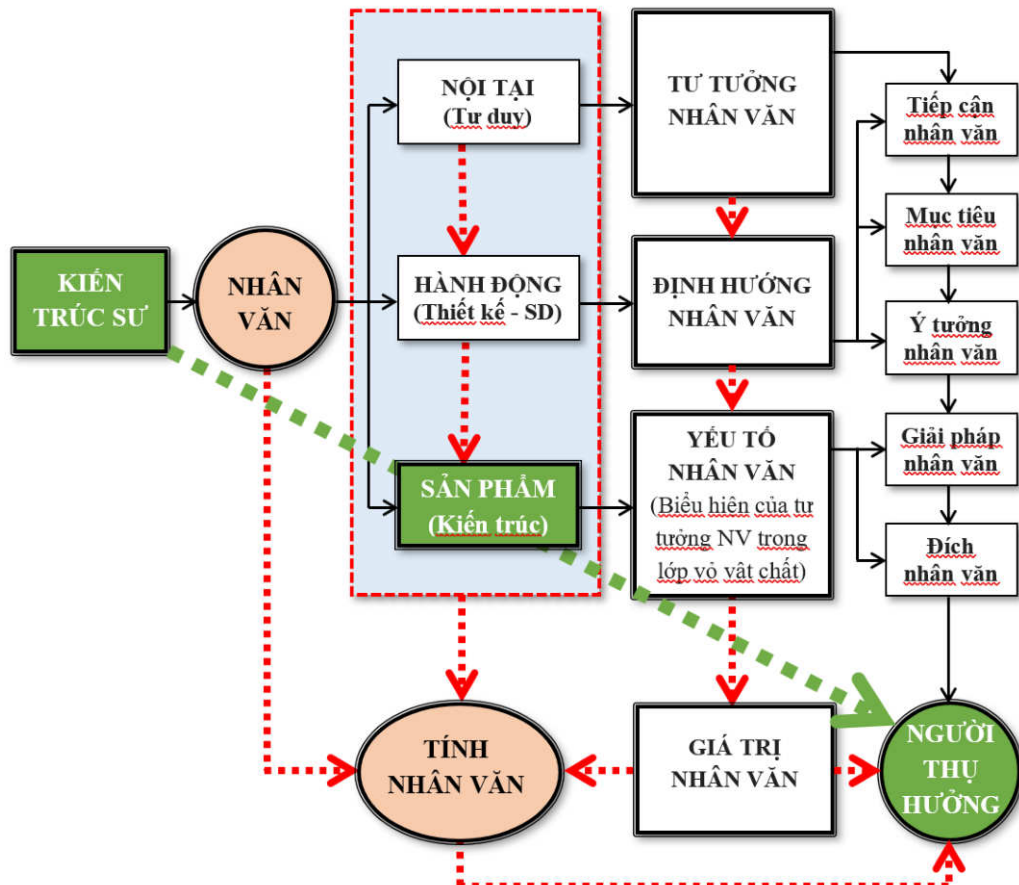 KIẾN
TRÚC SƯ
NHÂN
VĂN
NỘI TẠI
(Tư duy)
HÀNH ĐỘNG
(Thiết kế - SD)
SẢN PHẨM
(Kiến trúc)
TƯ TƯỞNG
NHÂN VĂN
ĐỊNH HƯỚNG
NHÂN VĂN
YẾU TỐ
NHÂN VĂN
(Biểu hiên của tư
tưởng NV trong
lớp vỏ vât chất)
Tiếp cận
nhân văn
Mục tiêu
nhân văn
Ý tưởng
nhân văn
Giải pháp
nhân văn
Đích
nhân văn
TÍNH
NHÂN VĂN
GIÁ TRỊ
NHÂN VĂN
NGƯỜI
THỤ
HƯỞNG